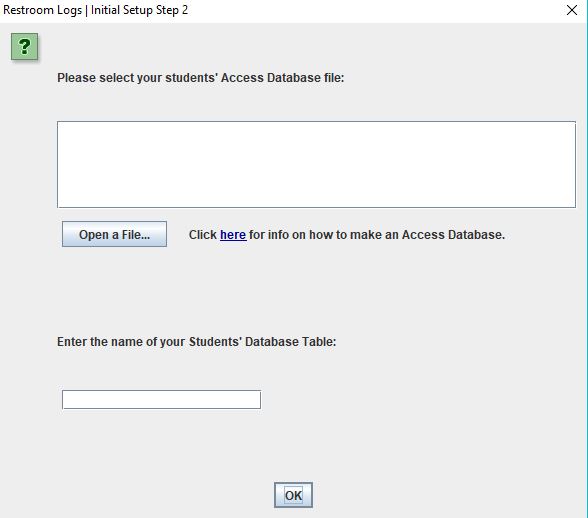 Restroom Logs | Initial Setup Step 2
?
Please select your students' Access Database file:
Open a File...
Click here for info on how to make an Access Database.
Enter the name of your Students' Database Table:
OK